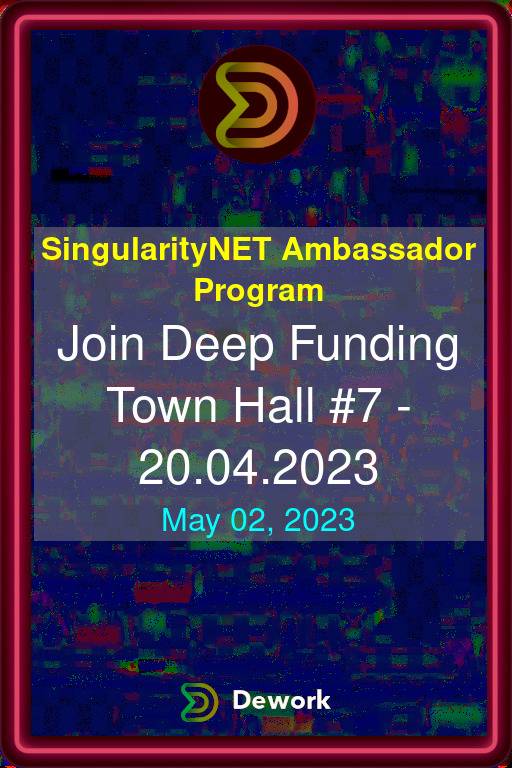 SingularityNET Ambassador
Program
Join Deep Funding
Town Hall #7 -
20.04.2023
May 02, 2023
Dework